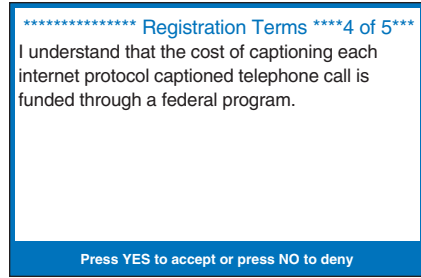 *************** Registration Terms ****4 of 5***
I understand that the cost of captioning each
internet protocol captioned telephone call is
funded through a federal program.
Press YES to accept or press NO to deny